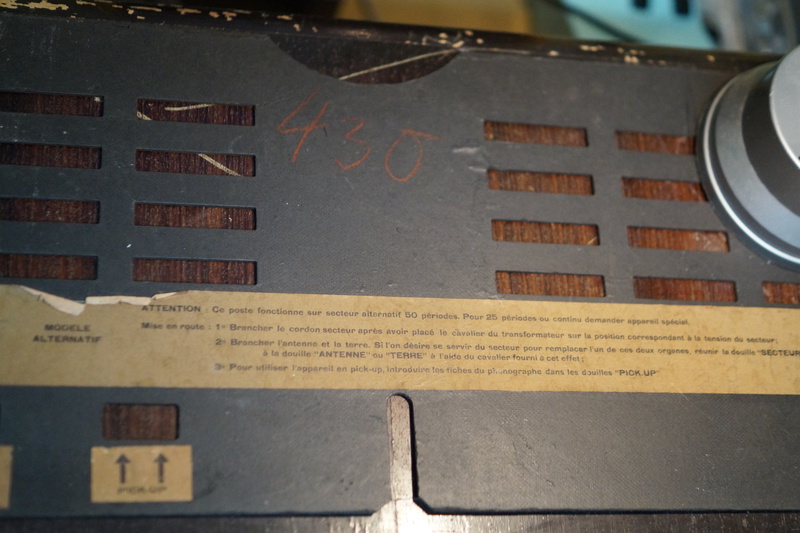 430
ATTENTION : Ce poste fonctionne sur secteur alternatif 50 périodes. Pour 25 périodes ou continu demander appareil spécial.
MODELE
ALTERNATIF
Mise en route : 1º Brancher le cordon secteur après avoir placé le cavalier du transformateur sur la position correspondant à la tension du secteur;
2º Brancher l'antenne et la terre. Si l'on désire se servir du secteur pour remplacer l'un de ces deux organes, réunir la douille "SECTEUR
à la douille "ANTENNE" ou "TERRE" à l'aide du cavalier fourni à cet effet;
3º Pour utiliser l'appareil en pick-up, introduire les fiches du phonographe dans les douilles "PICK.UP"
PICK-UP